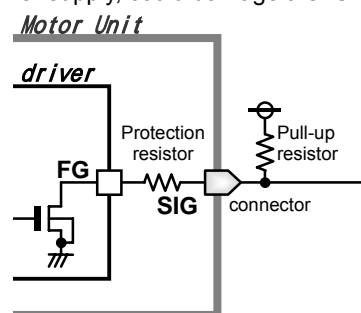 Motor Unit
driver
Protection
resistor
Pull-up
resistor
FG
SIG
connector